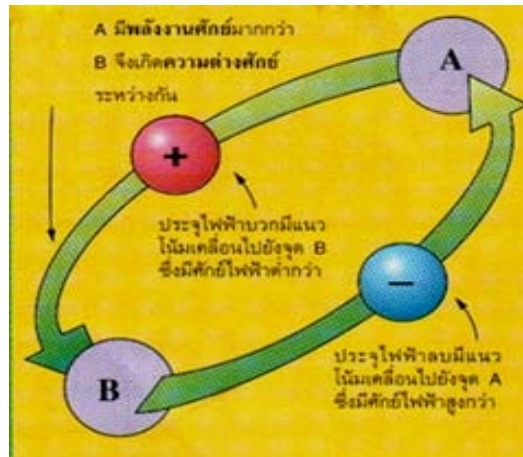 A มีพลังงานศักย์มากกว่า
B จึงเกิดความต่างศักย์
ระหว่างกัน
A
+
ประจุไฟฟ้าบวกมีแนว
โน้มเคลื่อนไปยังจุด B
ซึ่งมีศักย์ไฟฟ้าต่ำกว่า
−
B
ประจุไฟฟ้าลบมีแนว
โน้มเคลื่อนไปยังจุด A
ซึ่งมีศักย์ไฟฟ้าสูงกว่า